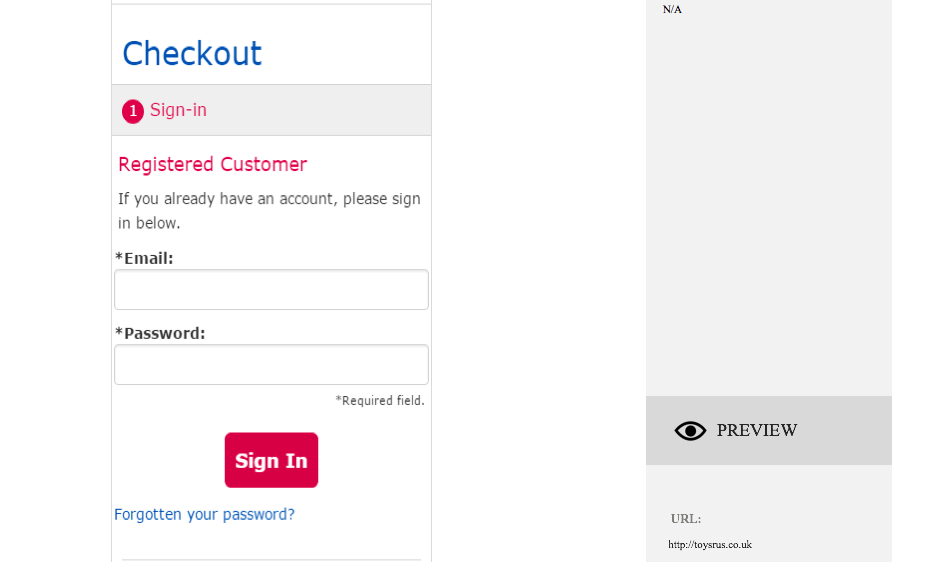 Checkout
1 Sign-in
Registered Customer
If you already have an account, please sign
in below.
*Email:
*Password:
*Required field.
Sign In
Forgotten your password?
N/A
PREVIEW
URL:
http://toysrus.co.uk